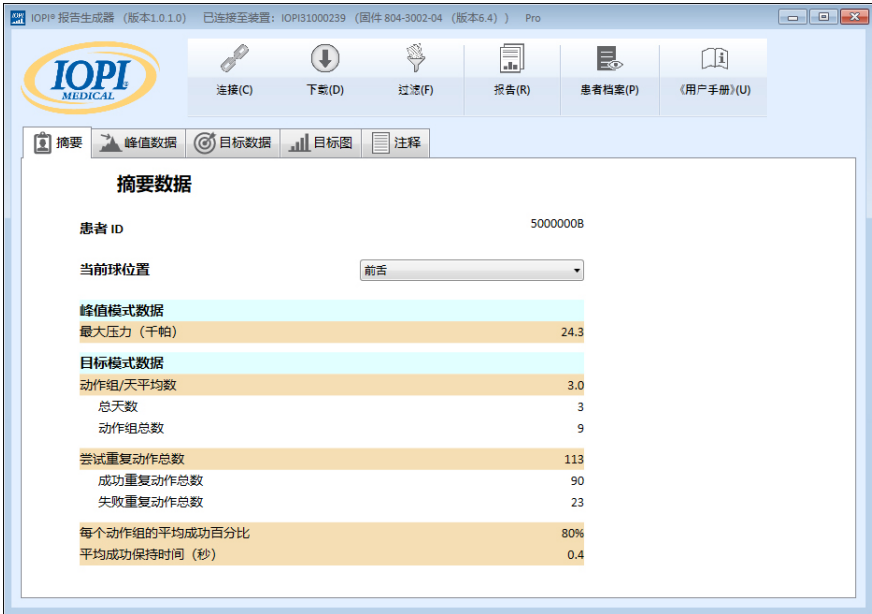 IOPI® 报告生成器 （版本1.0.1.0） 已连接至装置：IOPI31000239 （固件 804-3002-04 （版本6.4）） Pro
IOPI
MEDICAL
连接(C) 下载(D) 过滤(F) 报告(R) 患者档案(P) 《用户手册》(U)
摘要 峰值数据 目标数据 目标图 注释
摘要数据
患者 ID 5000000B
当前球位置 前舌
峰值模式数据
最大压力（千帕） 24.3
目标模式数据
动作组/天平均数 3.0
总天数 3
动作组总数 9
尝试重复动作总数 113
成功重复动作总数 90
失败重复动作总数 23
每个动作组的平均成功百分比 80%
平均成功保持时间（秒） 0.4